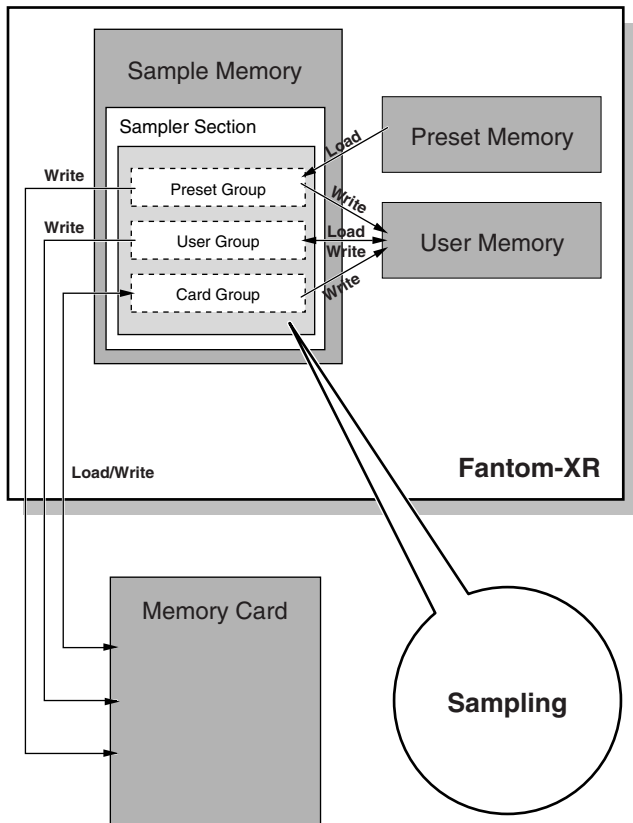 Sample Memory
Sampler Section
Preset Memory
Load
Write
Preset Group
Write
Write
User Group
Load
Write
User Memory
Card Group
Write
Load/Write
Fantom-XR
Memory Card
Sampling